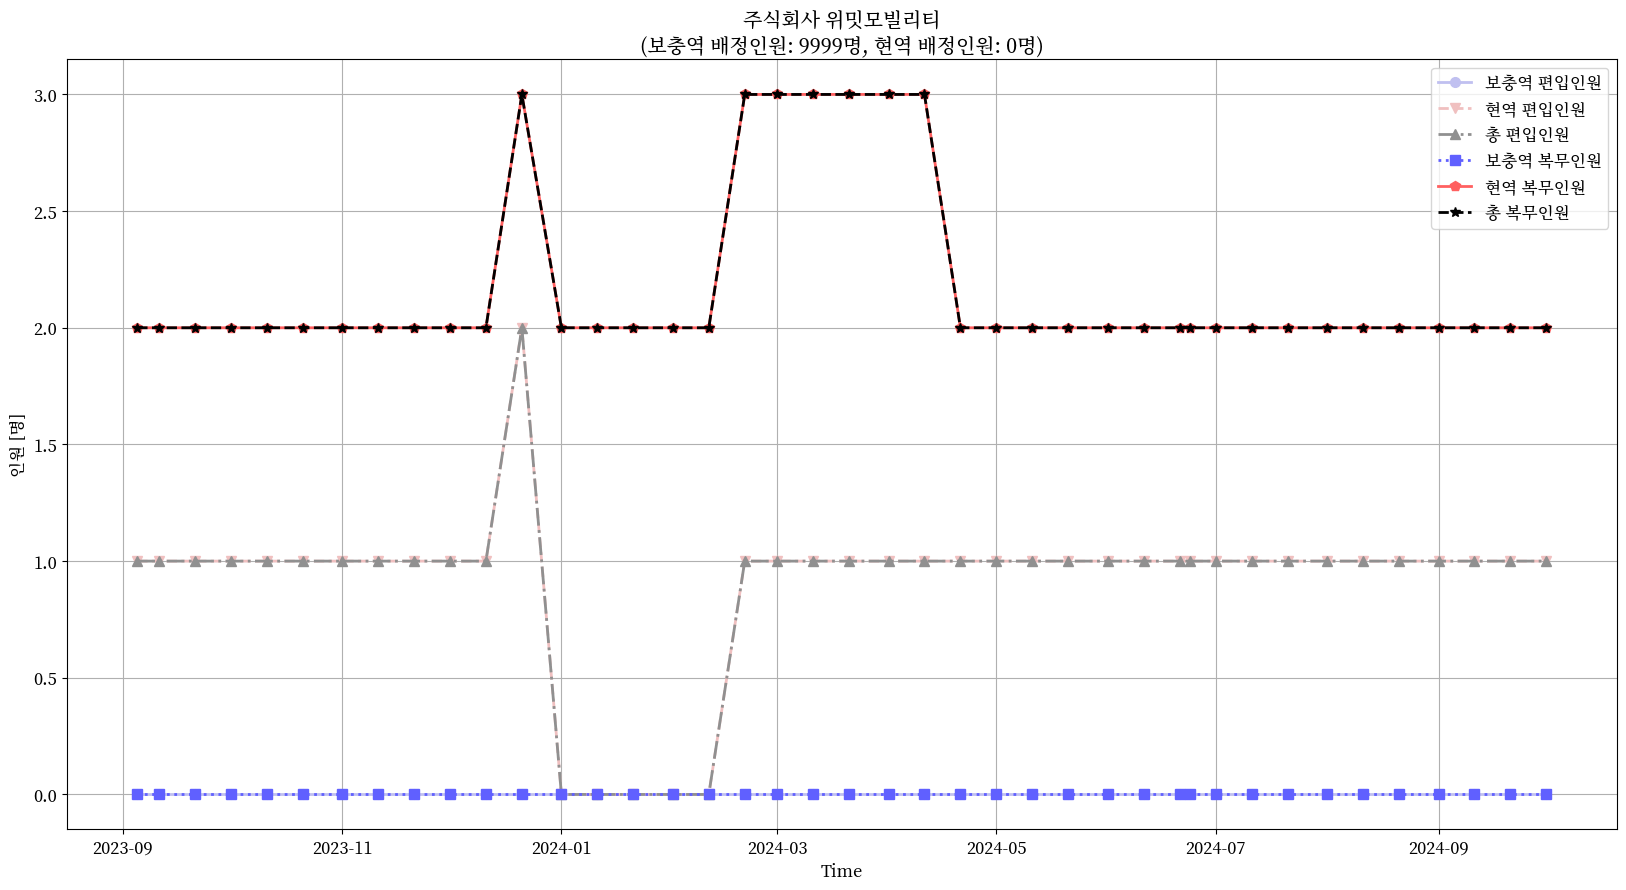 주식회사 위밋모빌리티
(보충역 배정인원: 9999명, 현역 배정인원: 0명)
보충역 편입인원
현역 편입인원
총 편입인원
보충역 복무인원
현역 복무인원
총 복무인원
3.0
2.5
2.0
1.5
1.0
0.5
0.0
인원 [명]
2023-09
2023-11
2024-01
2024-03
2024-05
2024-07
2024-09
Time